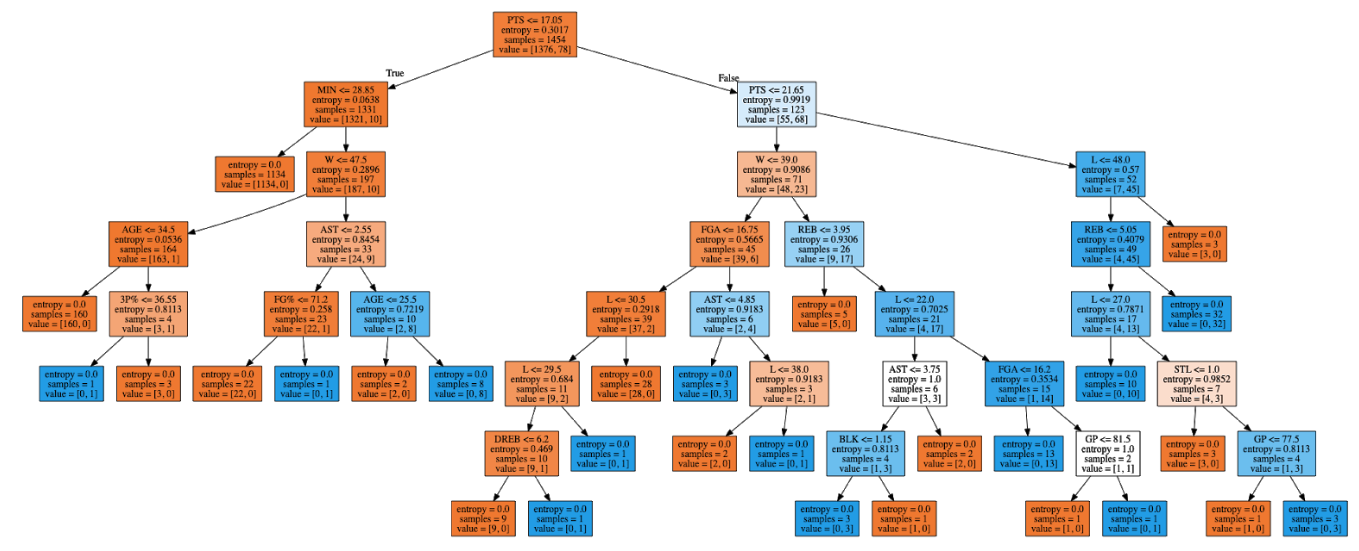 PTS <= 17.05
entropy = 0.3017
samples = 1454
value = [1376, 78]
True
False
MIN <= 28.85
entropy = 0.0638
samples = 1331
value = [1321, 10]
PTS <= 21.65
entropy = 0.9919
samples = 123
value = [55, 68]
entropy = 0.0
samples = 1134
value = [1134, 0]
W <= 47.5
entropy = 0.2896
samples = 197
value = [187, 10]
W <= 39.0
entropy = 0.9086
samples = 71
value = [48, 23]
L <= 48.0
entropy = 0.57
samples = 52
value = [7, 45]
AGE <= 34.5
entropy = 0.0536
samples = 164
value = [163, 1]
AST <= 2.55
entropy = 0.8454
samples = 33
value = [24, 9]
FGA <= 16.75
entropy = 0.5665
samples = 45
value = [39, 6]
REB <= 3.95
entropy = 0.9306
samples = 26
value = [9, 17]
REB <= 5.05
entropy = 0.4079
samples = 49
value = [4, 45]
entropy = 0.0
samples = 3
value = [3, 0]
entropy = 0.0
samples = 160
value = [160, 0]
3P% <= 36.55
entropy = 0.8113
samples = 4
value = [3, 1]
FG% <= 71.2
entropy = 0.258
samples = 23
value = [22, 1]
AGE <= 25.5
entropy = 0.7219
samples = 10
value = [2, 8]
L <= 30.5
entropy = 0.2918
samples = 39
value = [37, 2]
AST <= 4.85
entropy = 0.9183
samples = 6
value = [2, 4]
entropy = 0.0
samples = 5
value = [5, 0]
L <= 22.0
entropy = 0.7025
samples = 21
value = [4, 17]
L <= 27.0
entropy = 0.7871
samples = 17
value = [4, 13]
entropy = 0.0
samples = 32
value = [0, 32]
entropy = 0.0
samples = 1
value = [0, 1]
entropy = 0.0
samples = 3
value = [3, 0]
entropy = 0.0
samples = 22
value = [22, 0]
entropy = 0.0
samples = 1
value = [0, 1]
entropy = 0.0
samples = 2
value = [2, 0]
entropy = 0.0
samples = 8
value = [0, 8]
L <= 29.5
entropy = 0.684
samples = 11
value = [9, 2]
entropy = 0.0
samples = 28
value = [28, 0]
entropy = 0.0
samples = 3
value = [0, 3]
L <= 38.0
entropy = 0.9183
samples = 3
value = [2, 1]
AST <= 3.75
entropy = 1.0
samples = 6
value = [3, 3]
FGA <= 16.2
entropy = 0.3534
samples = 15
value = [1, 14]
entropy = 0.0
samples = 10
value = [0, 10]
STL <= 1.0
entropy = 0.9852
samples = 7
value = [4, 3]
DREB <= 6.2
entropy = 0.469
samples = 10
value = [9, 1]
entropy = 0.0
samples = 1
value = [0, 1]
entropy = 0.0
samples = 2
value = [2, 0]
entropy = 0.0
samples = 1
value = [0, 1]
BLK <= 1.15
entropy = 0.8113
samples = 4
value = [1, 3]
entropy = 0.0
samples = 2
value = [2, 0]
entropy = 0.0
samples = 13
value = [0, 13]
GP <= 81.5
entropy = 1.0
samples = 2
value = [1, 1]
entropy = 0.0
samples = 3
value = [3, 0]
GP <= 77.5
entropy = 0.8113
samples = 4
value = [1, 3]
entropy = 0.0
samples = 9
value = [9, 0]
entropy = 0.0
samples = 1
value = [0, 1]
entropy = 0.0
samples = 3
value = [0, 3]
entropy = 0.0
samples = 1
value = [1, 0]
entropy = 0.0
samples = 1
value = [1, 0]
entropy = 0.0
samples = 1
value = [0, 1]
entropy = 0.0
samples = 1
value = [1, 0]
entropy = 0.0
samples = 3
value = [0, 3]